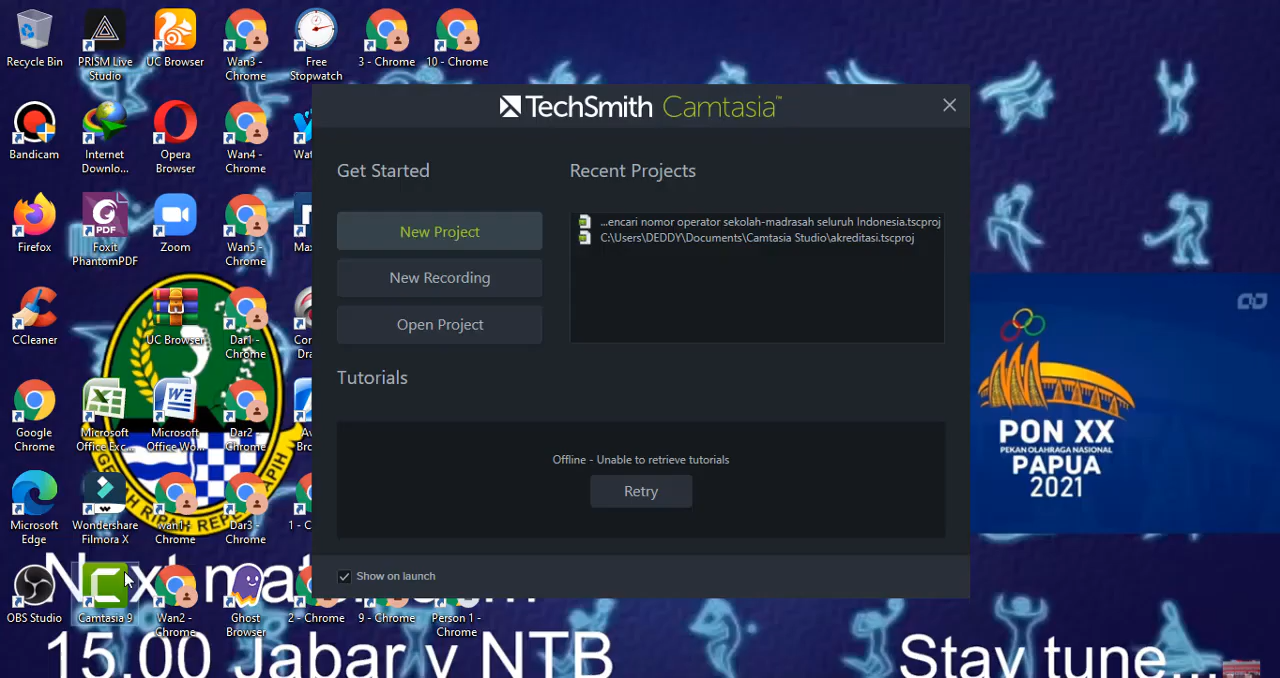 Recycle Bin
PRISM Live
Studio
UC Browser
Wan3 -
Chrome
Free
Stopwatch
3 - Chrome
10 - Chrome
TechSmith Camtasia™
Bandicam
Internet
Downlo...
Opera
Browser
Wan4 -
Chrome
Get Started
Recent Projects
New Project
New Recording
Open Project
...encari nomor operator sekolah-madrasah seluruh Indonesia.tscproj
C:\Users\DEDDY\Documents\Camtasia Studio\akreditasi.tscproj
Firefox
PDF
Foxit
PhantomPDF
Zoom
Wan5 -
Chrome
CCleaner
UC Browser
Dar1 -
Chrome
Tutorials
Offline - Unable to retrieve tutorials
Retry
Google
Chrome
Microsoft
Office Exc...
Microsoft
Office Wo...
Dar2 -
Chrome
PON XX
PEKAN OLAHRAGA NASIONAL
PAPUA
2021
Microsoft
Edge
Wondershare
Filmora X
wan1 -
Chrome
Dar3 -
Chrome
Show on launch
OBS Studio
Camtasia 9
Wan2 -
Chrome
Ghost
Browser
2 - Chrome
9 - Chrome
Person 1 -
Chrome
15.00 Jabar v NTB
Stay tune...